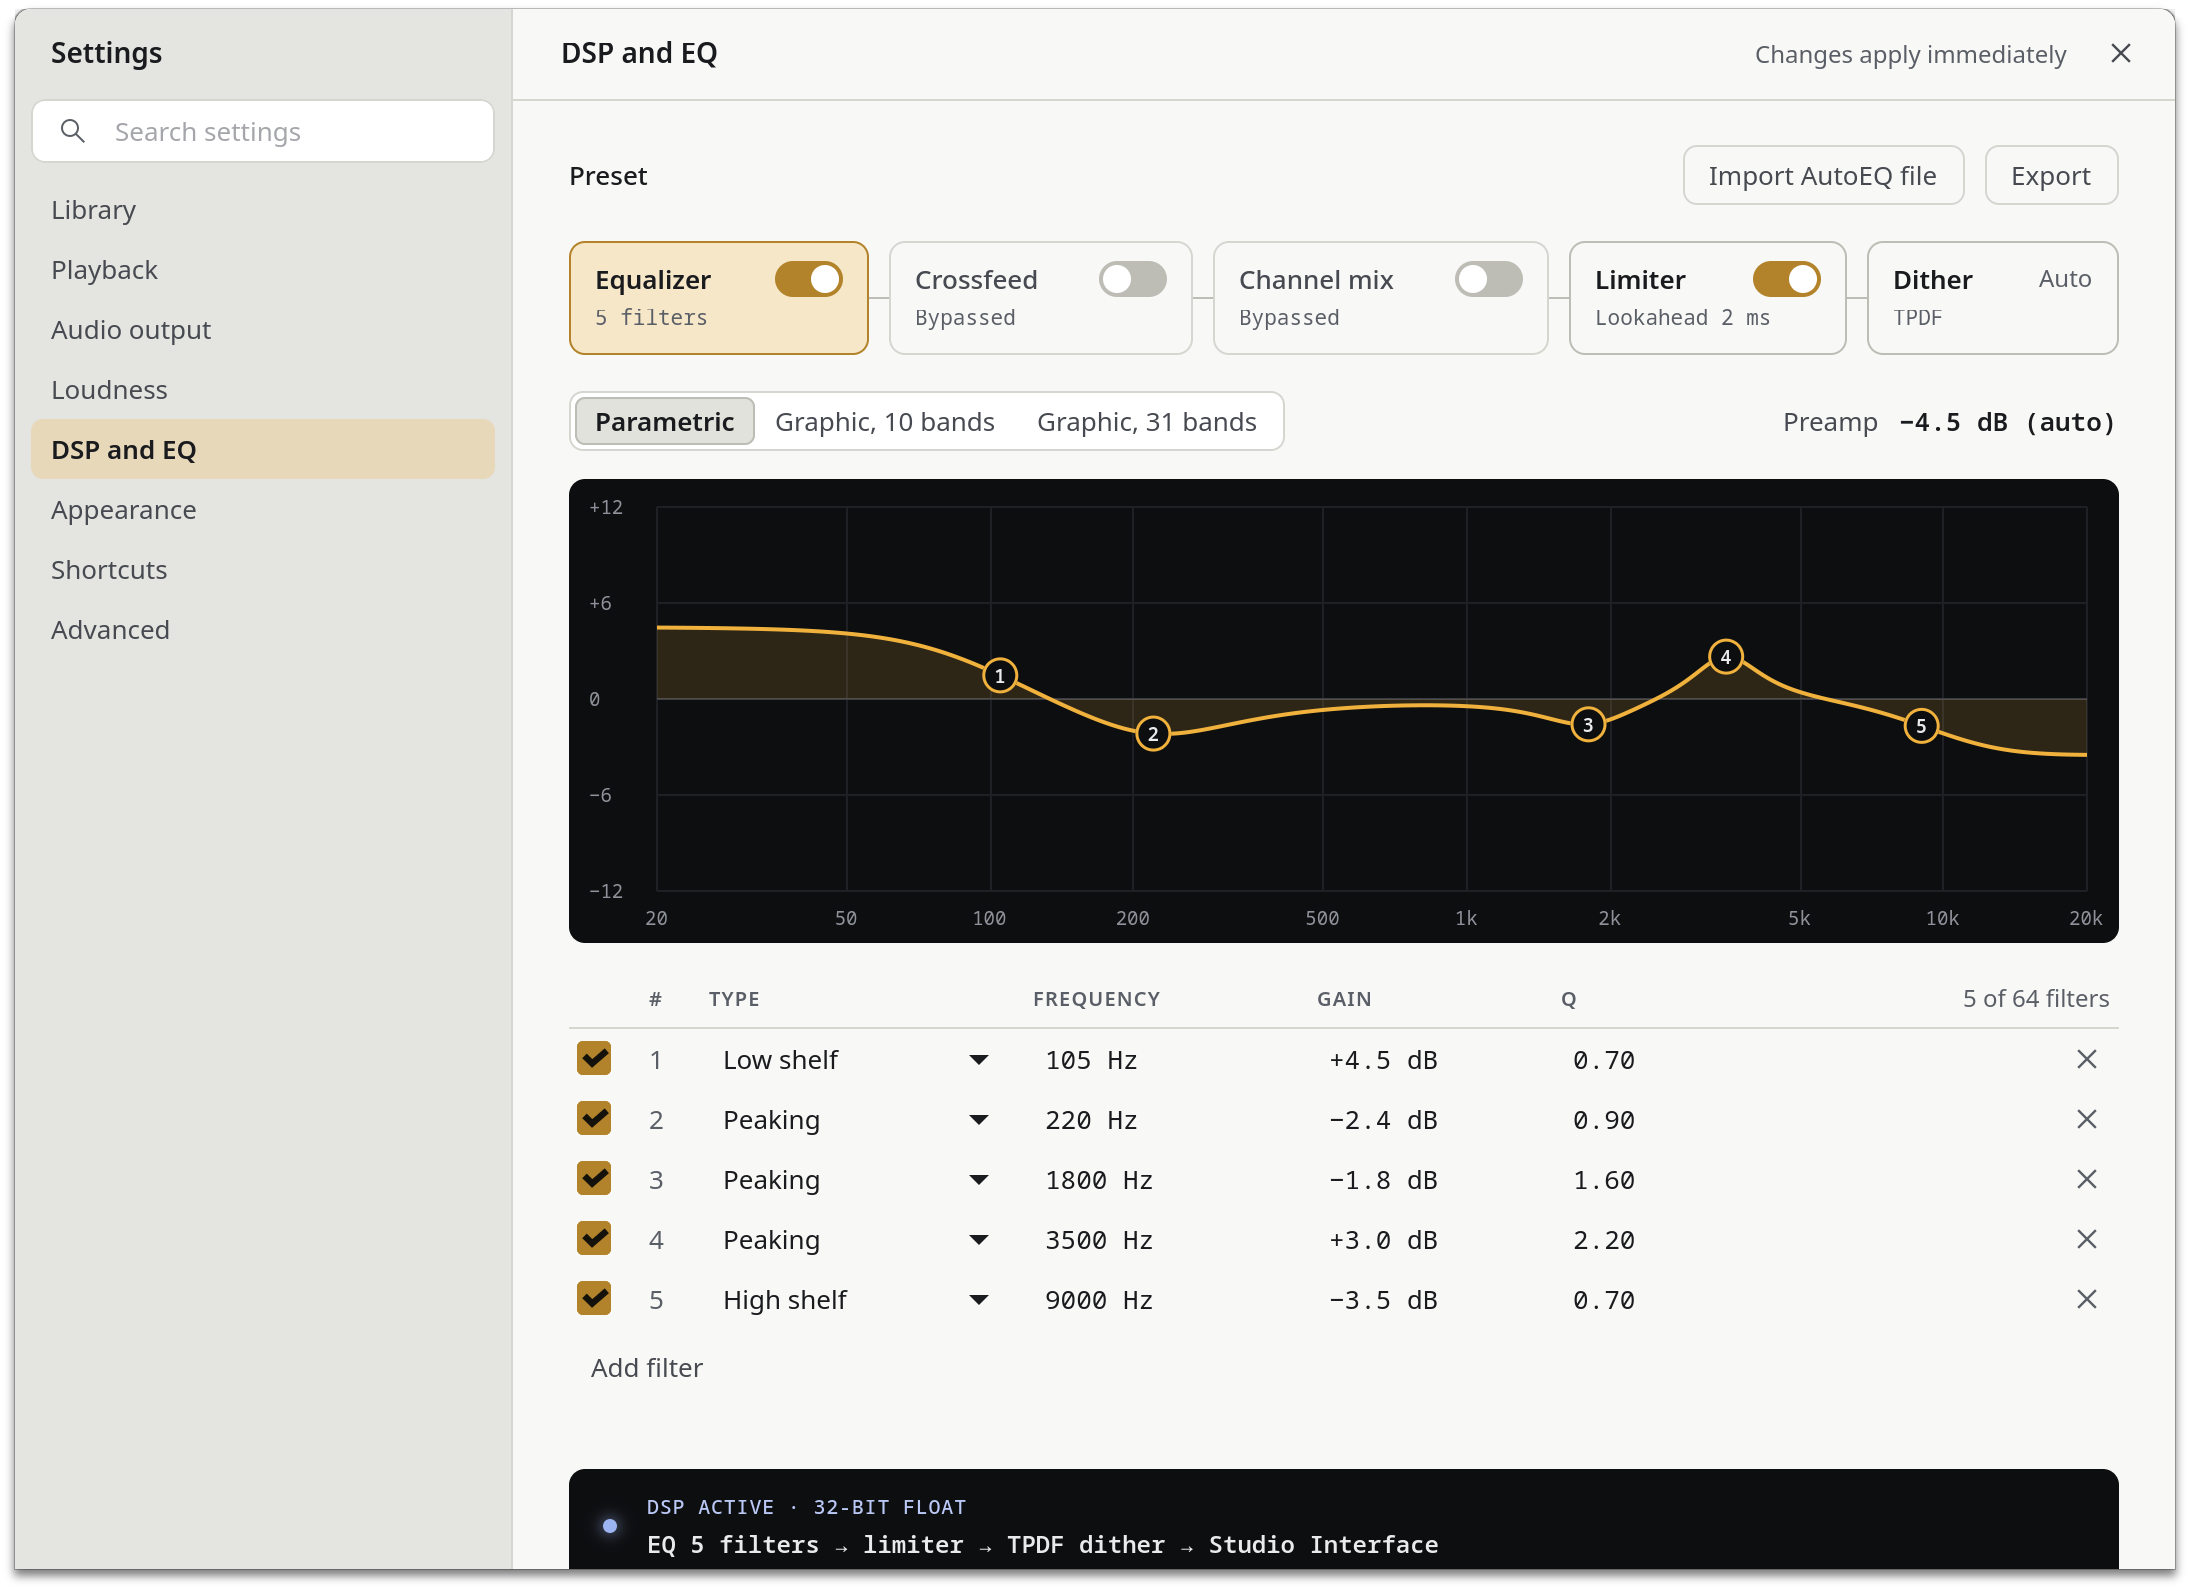 Settings
Search settings
Library
Playback
Audio output
Loudness
DSP and EQ
Appearance
Shortcuts
Advanced
DSP and EQ
Changes apply immediately
Preset
Import AutoEQ file
Export
Equalizer
5 filters
Crossfeed
Bypassed
Channel mix
Bypassed
Limiter
Lookahead 2 ms
Dither Auto
TPDF
Parametric Graphic, 10 bands Graphic, 31 bands
Preamp −4.5 dB (auto)
+12
+6
0
−6
−12
1
2
3
4
5
20 50 100 200 500 1k 2k 5k 10k 20k
# TYPE FREQUENCY GAIN Q 5 of 64 filters
1 Low shelf 105 Hz +4.5 dB 0.70
2 Peaking 220 Hz −2.4 dB 0.90
3 Peaking 1800 Hz −1.8 dB 1.60
4 Peaking 3500 Hz +3.0 dB 2.20
5 High shelf 9000 Hz −3.5 dB 0.70
Add filter
DSP ACTIVE · 32-BIT FLOAT
EQ 5 filters → limiter → TPDF dither → Studio Interface